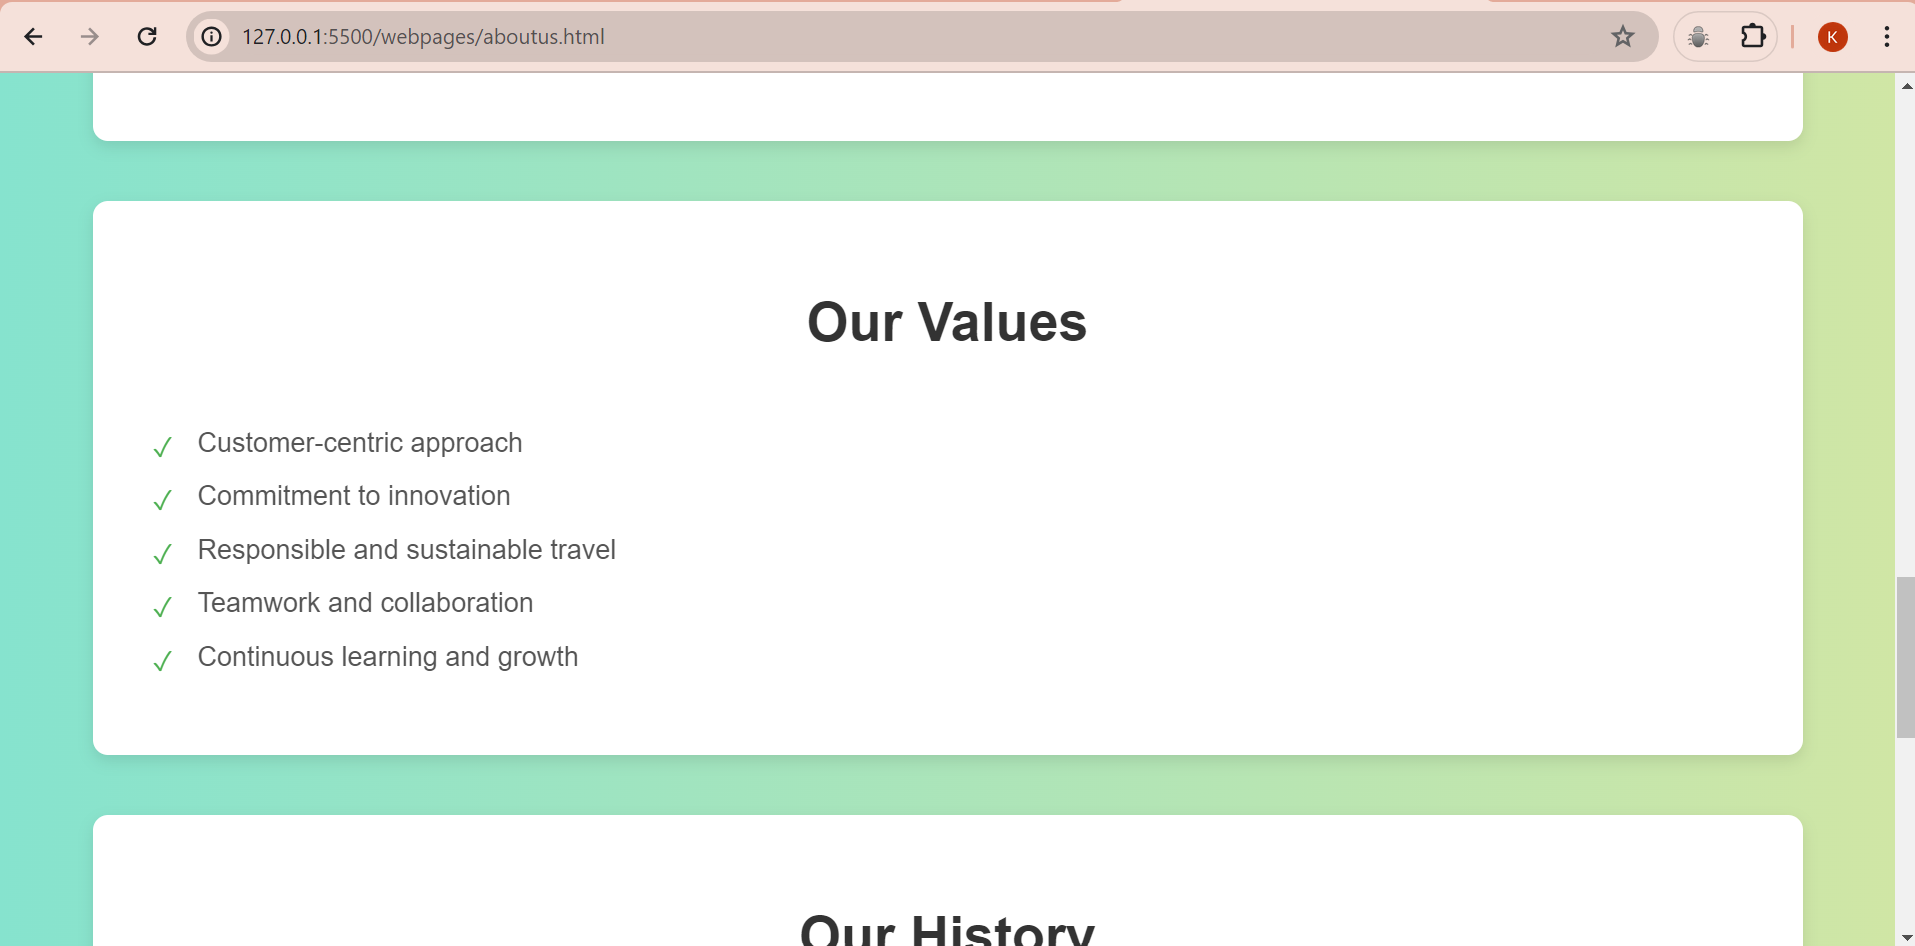 127.0.0.1:5500/webpages/aboutus.html
K
Our Values
✓ Customer-centric approach
✓ Commitment to innovation
✓ Responsible and sustainable travel
✓ Teamwork and collaboration
✓ Continuous learning and growth
Our History